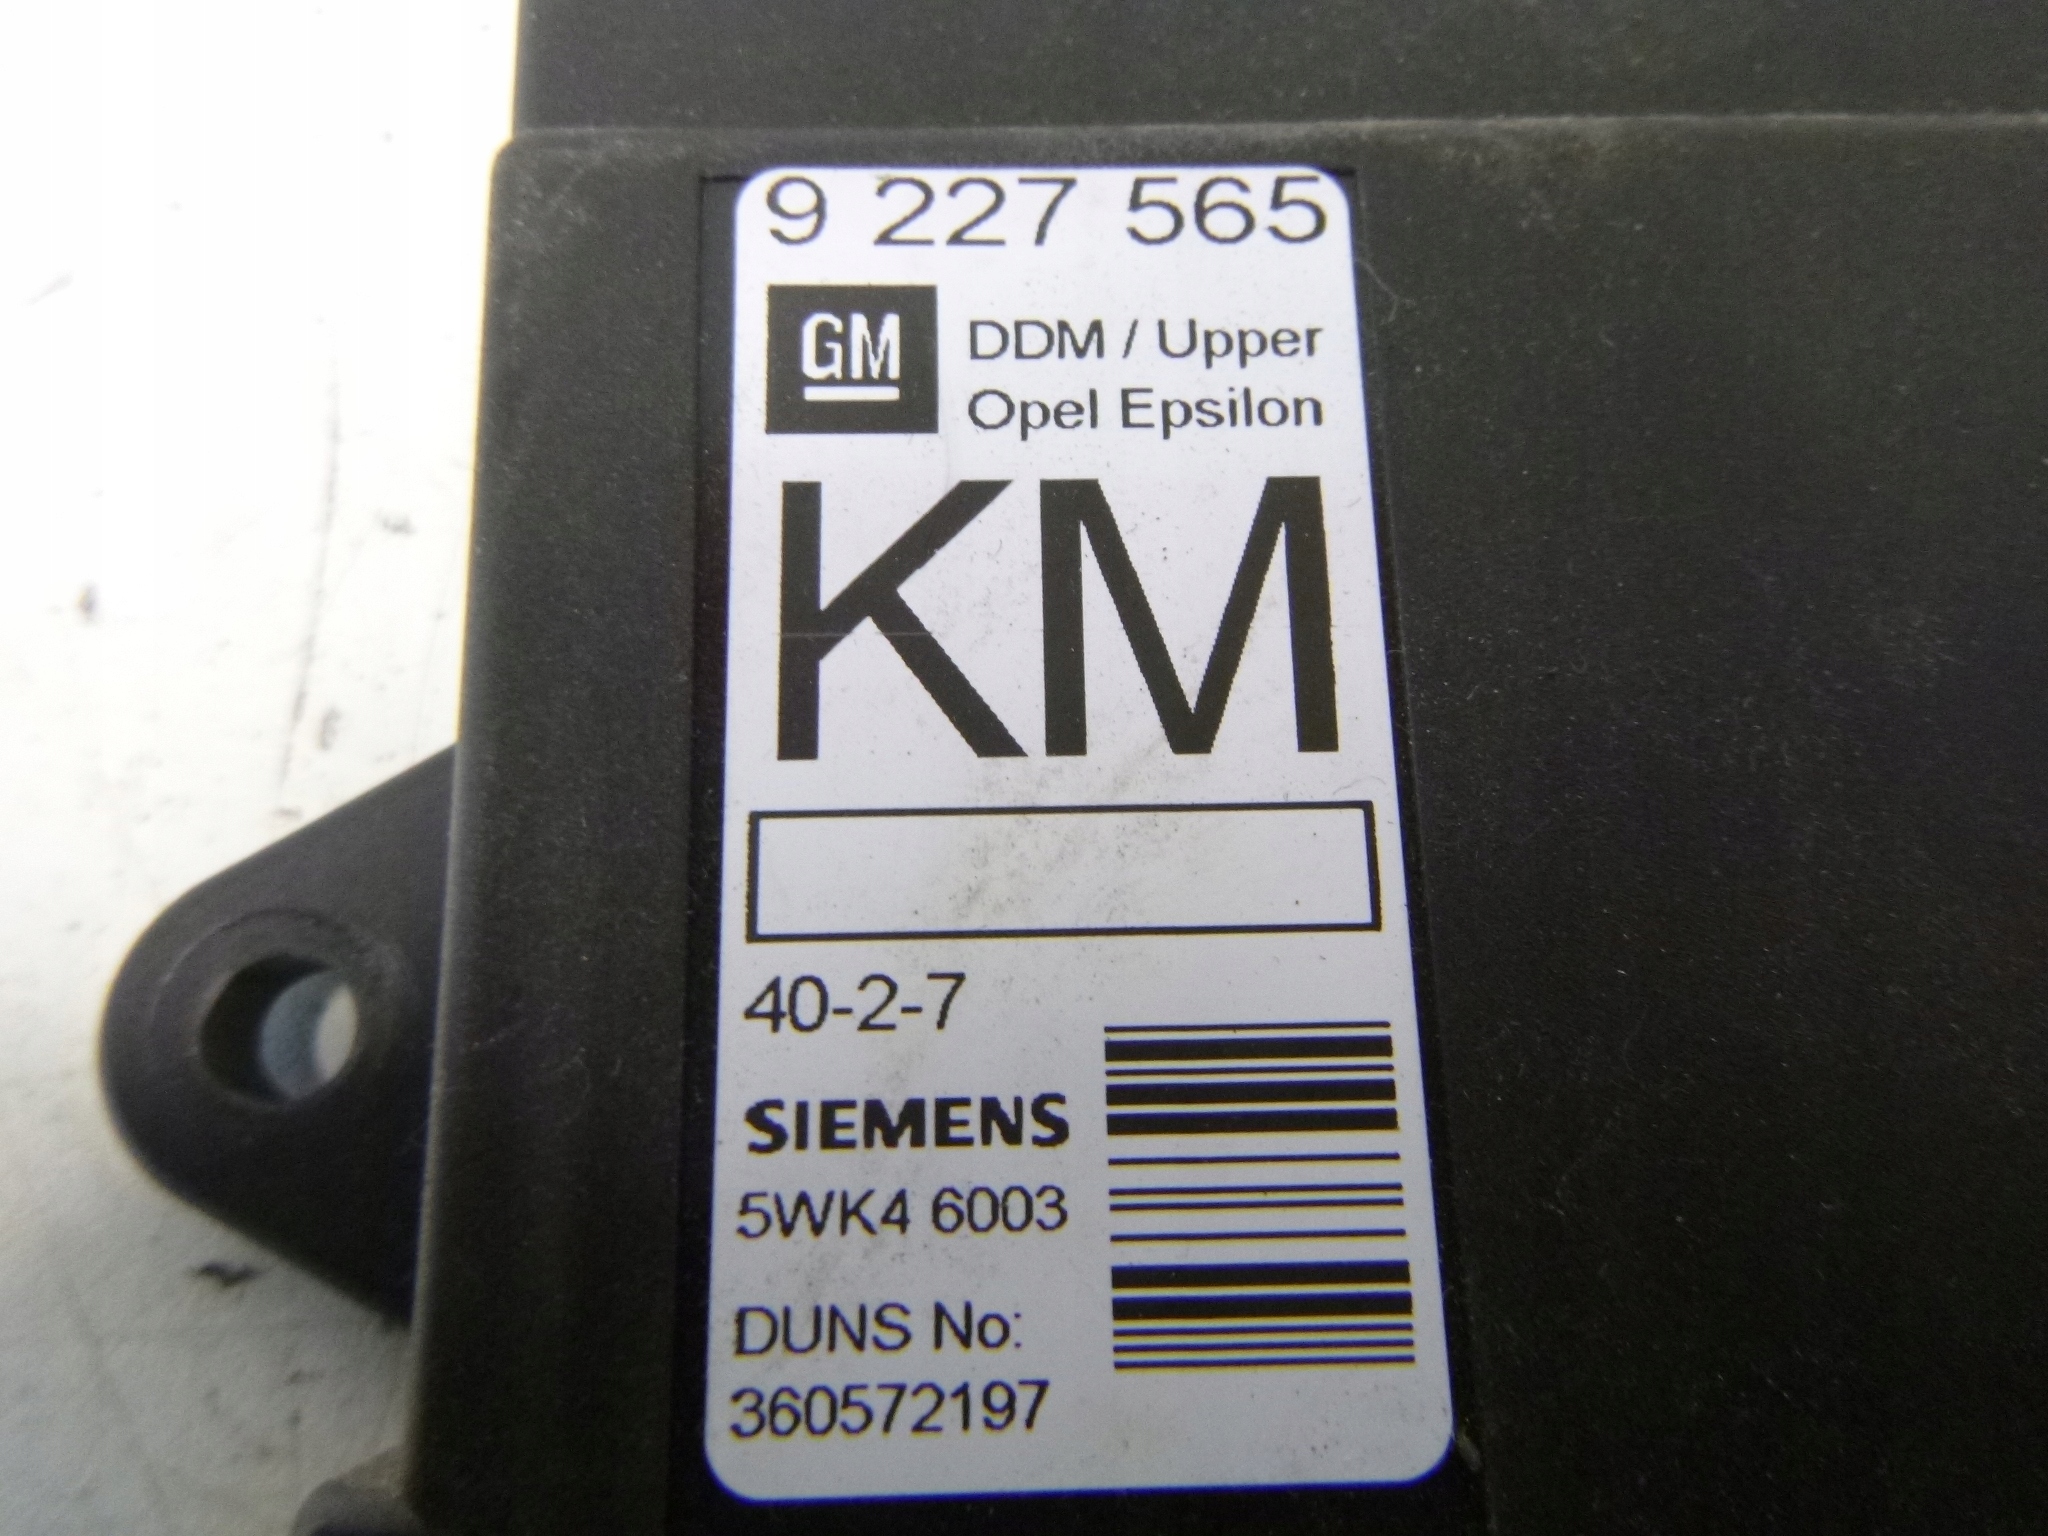 9 227 565
GM
DDM / Upper
Opel Epsilon
KM
40-2-7
SIEMENS
5WK4 6003
DUNS No:
360572197